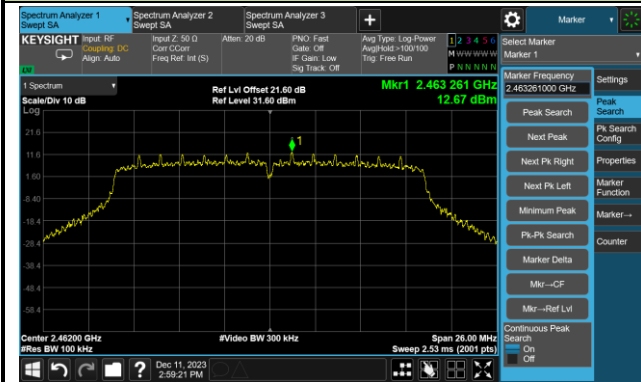 Spectrum Analyzer 1
Swept SA
Spectrum Analyzer 2
Swept SA
Spectrum Analyzer 3
Swept SA
+
Marker
KEYSIGHT
Input: RF
Coupling: DC
Align: Auto
Input Z: 50 Ω
Corr CCorr
Freq Ref: Int (S)
Atten: 20 dB
PNO: Fast
Gate: Off
IF Gain: Low
Sig Track: Off
Avg Type: Log-Power
Avg|Hold:>100/100
Trig: Free Run
1 2 3 4 5 6
M W W W W W
P N N N N N
Select Marker
Marker 1
1 Spectrum
Scale/Div 10 dB
Log
Ref Lvl Offset 21.60 dB
Ref Level 31.60 dBm
Mkr1 2.463 261 GHz
12.67 dBm
21.6
11.6
1.60
-8.40
-18.4
-28.4
-38.4
-48.4
-58.4
1
Center 2.46200 GHz
#Res BW 100 kHz
#Video BW 300 kHz
Span 26.00 MHz
Sweep 2.53 ms (2001 pts)
Marker Frequency
2.463261000 GHz
Peak Search
Next Peak
Next Pk Right
Next Pk Left
Minimum Peak
Pk-Pk Search
Marker Delta
Mkr→CF
Mkr→Ref Lvl
Continuous Peak
Search
On
Off
Settings
Peak
Search
Pk Search
Config
Properties
Marker
Function
Marker→
Counter
?
Dec 11, 2023
2:59:21 PM